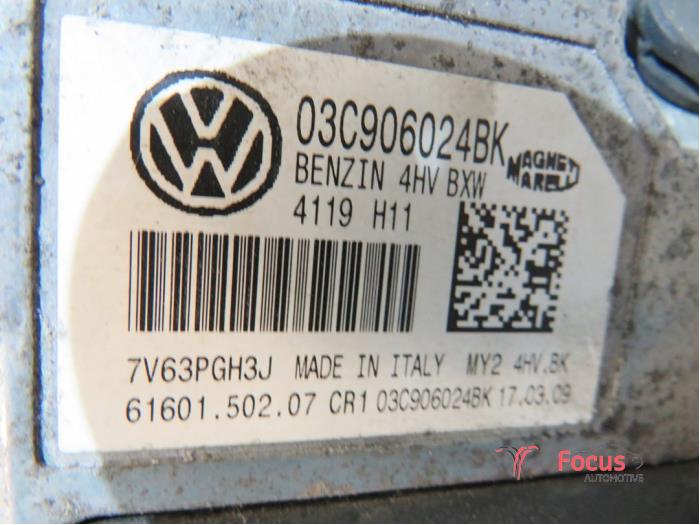 03C906024BK
BENZIN 4HV BXW
MAGNETI
MARELLI
4119 H11
7V63PGH3J MADE IN ITALY MY2 4HV.BK
61601.502.07 CR1 03C906024BK 17.03.09
Focus
AUTOMOTIVE